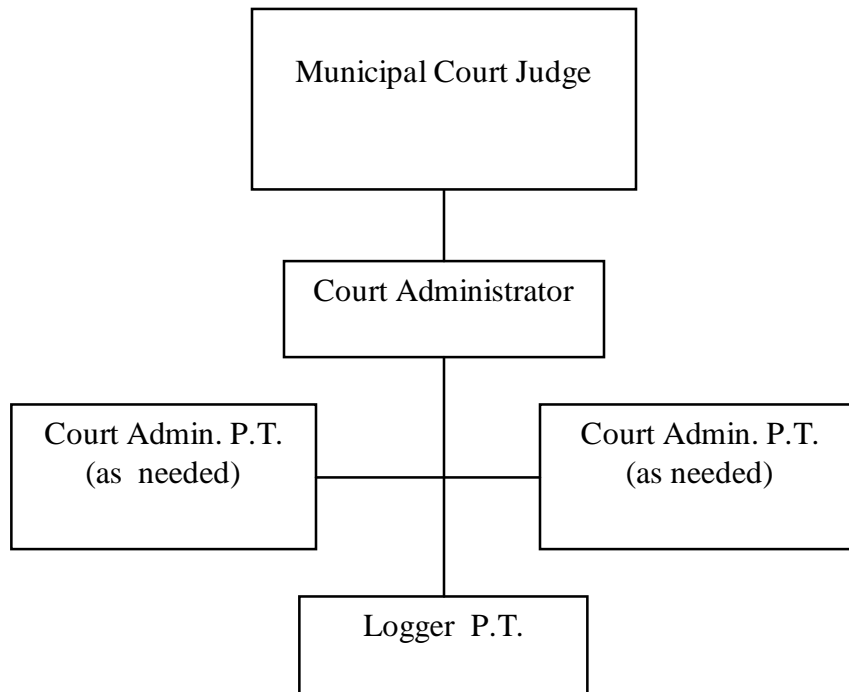 Municipal Court Judge
Court Administrator
Court Admin. P.T.
(as needed)
Court Admin. P.T.
(as needed)
Logger P.T.